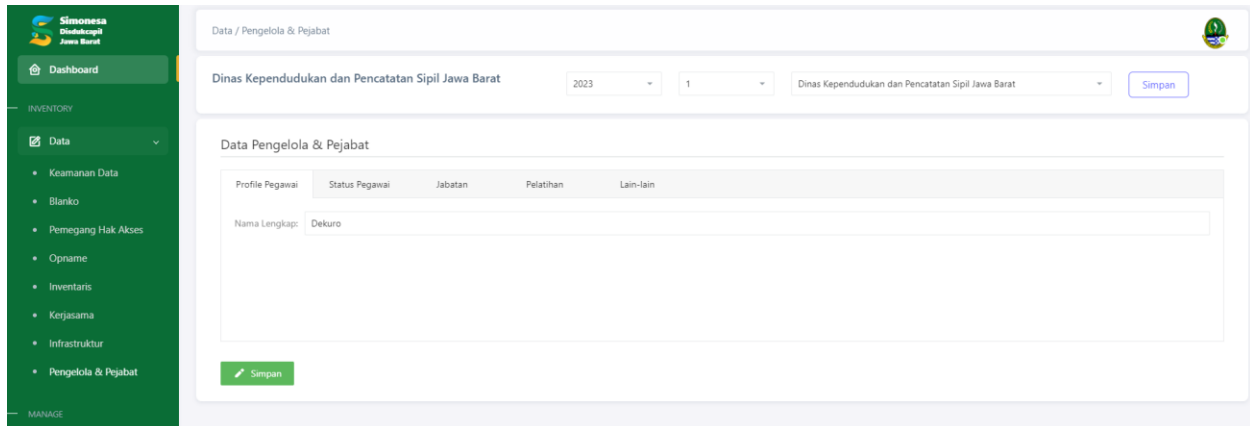 Simonesa
Disdukcapil
Jawa Barat
Dashboard
INVENTORY
Data
Keamanan Data
Blanko
Pemegang Hak Akses
Opname
Inventaris
Kerjasama
Infrastruktur
Pengelola & Pejabat
MANAGE
Data / Pengelola & Pejabat
Dinas Kependudukan dan Pencatatan Sipil Jawa Barat
2023
1
Dinas Kependudukan dan Pencatatan Sipil Jawa Barat
Simpan
Data Pengelola & Pejabat
Profile Pegawai Status Pegawai Jabatan Pelatihan Lain-lain
Nama Lengkap: Dekuro
Simpan